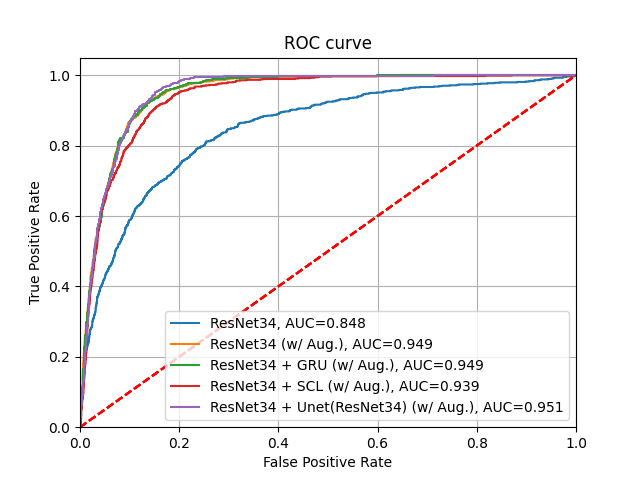 ROC curve
True Positive Rate
1.0
0.8
0.6
0.4
0.2
0.0
ResNet34, AUC=0.848
ResNet34 (w/ Aug.), AUC=0.949
ResNet34 + GRU (w/ Aug.), AUC=0.949
ResNet34 + SCL (w/ Aug.), AUC=0.939
ResNet34 + Unet(ResNet34) (w/ Aug.), AUC=0.951
0.0 0.2 0.4 0.6 0.8 1.0
False Positive Rate